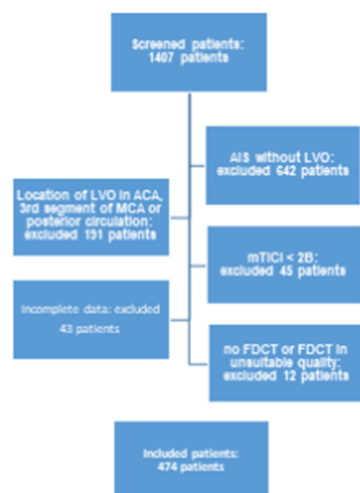 Screened patients:
1407 patients
AIS without LVO:
excluded 642 patients
Location of LVO in ACA,
3rd segment of MCA or
posterior circulation:
excluded 191 patients
mTICI < 2B:
excluded 45 patients
Incomplete data: excluded
43 patients
no FDCT or FDCT in
unsuitable quality:
excluded 12 patients
Included patients:
474 patients